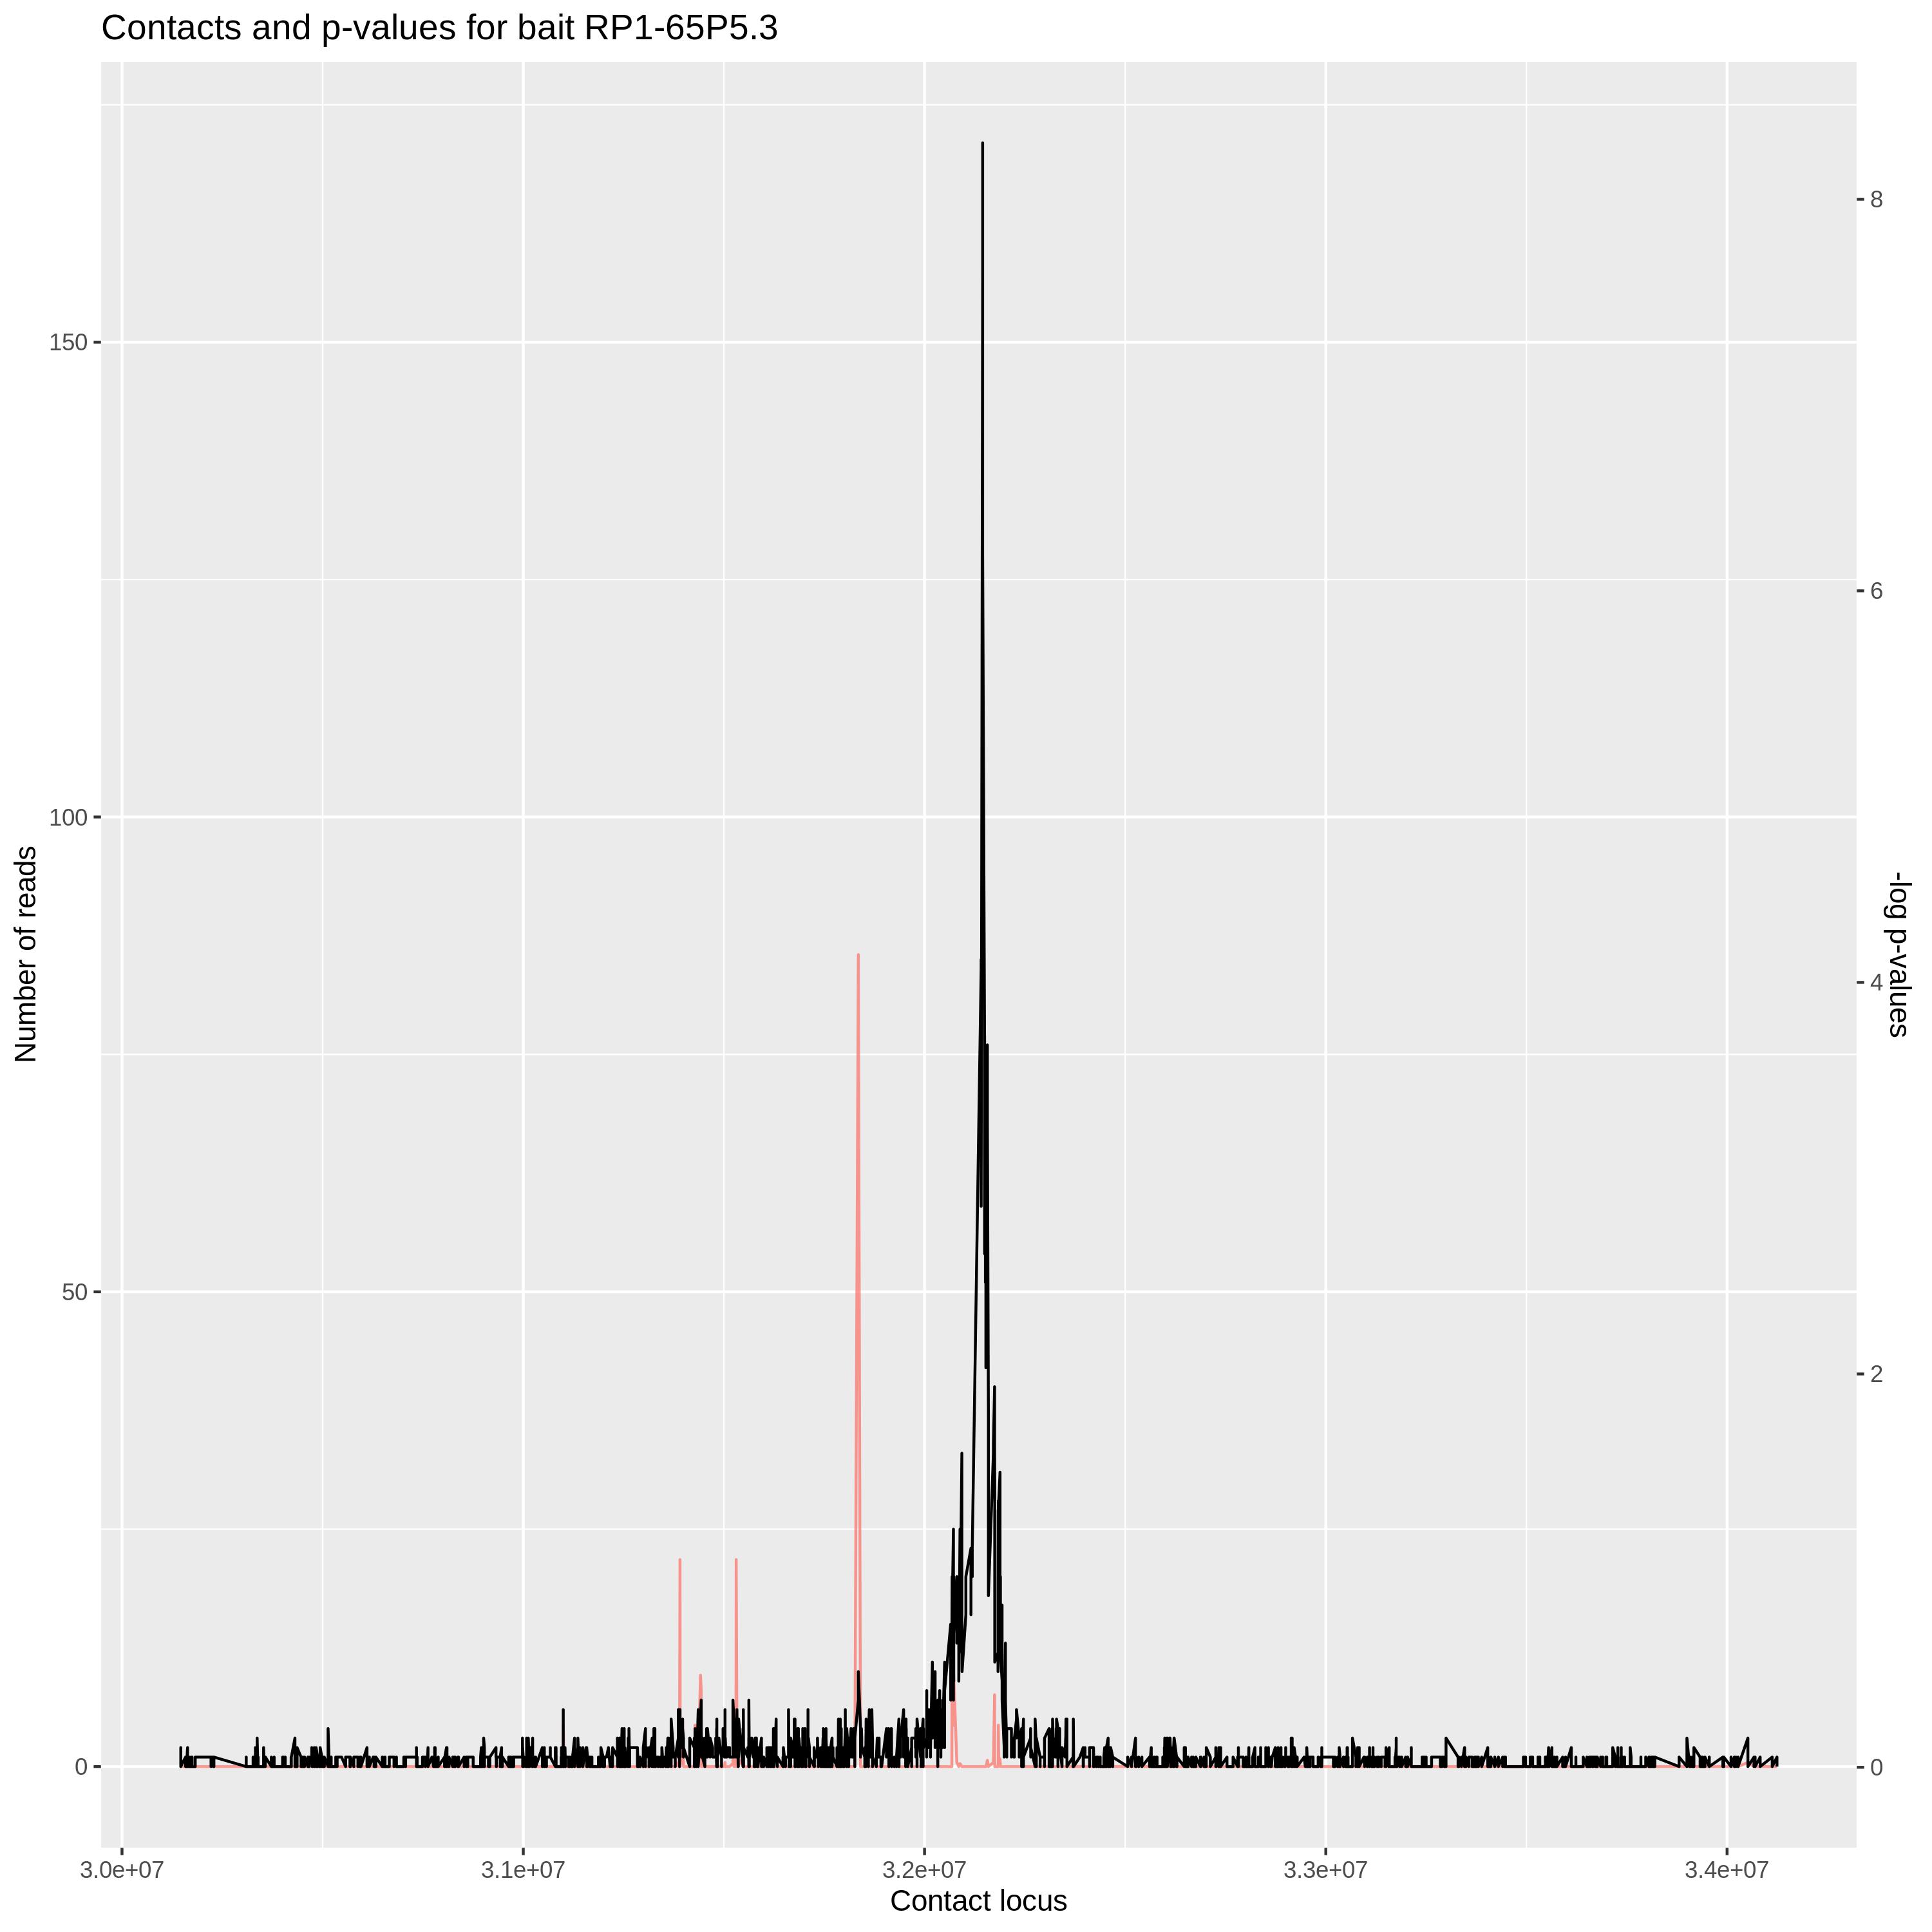 Contacts and p-values for bait RP1-65P5.3
Number of reads
150
100
50
0
8
6
4
2
0
-log p-values
3.0e+07
3.1e+07
3.2e+07
3.3e+07
3.4e+07
Contact locus